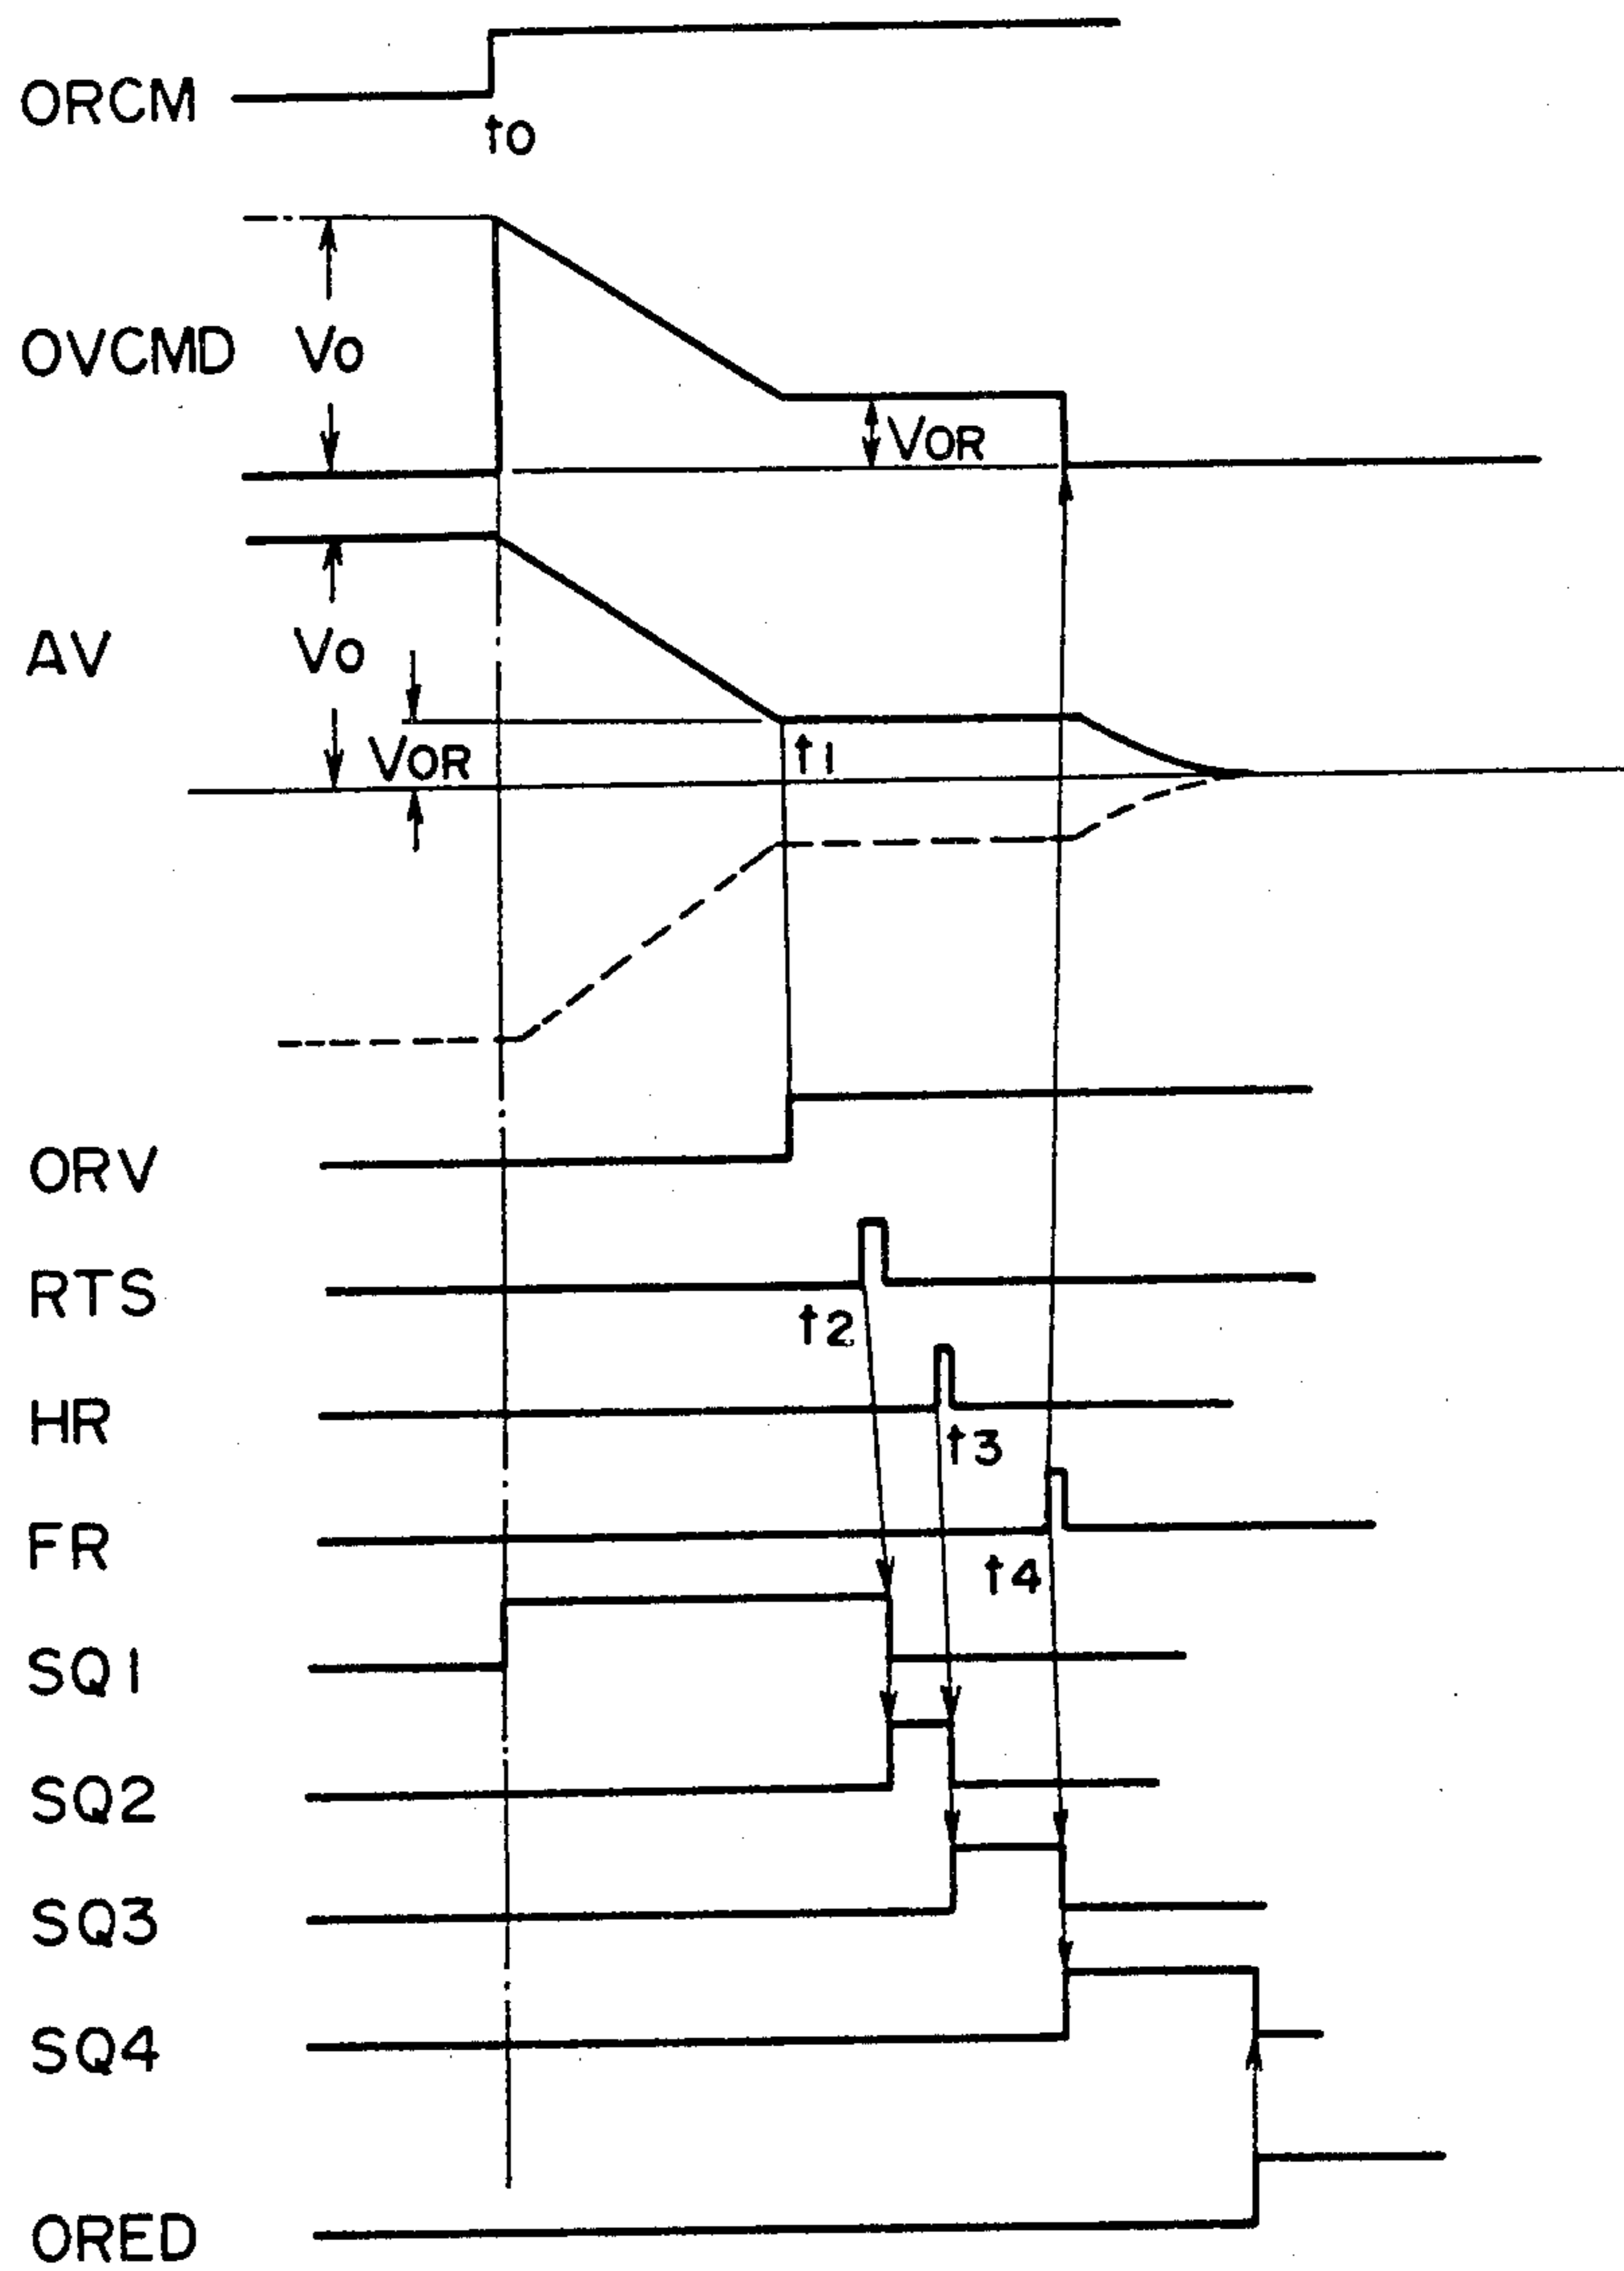 ORCM
to
OVCMD Vo
VOR
AV Vo
VOR
t1
ORV
RTS
t2
HR
t3
FR
t4
SQ1
SQ2
SQ3
SQ4
ORED